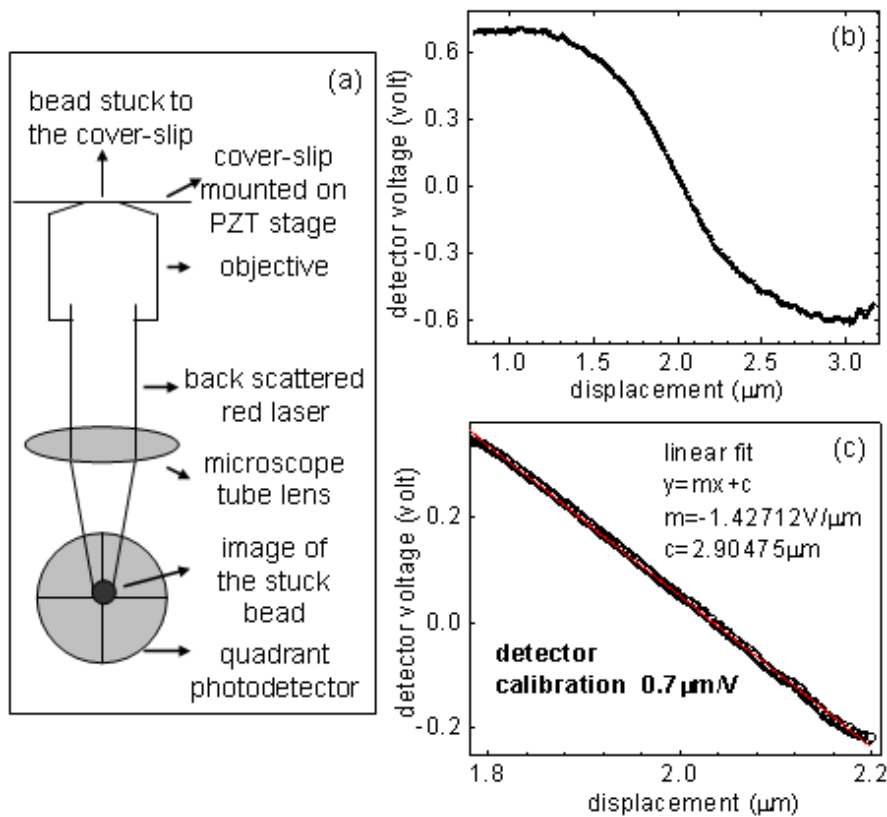 (a)
bead stuck to
the cover-slip
cover-slip
mounted on
PZT stage
objective
back scattered
red laser
microscope
tube lens
image of
the stuck
bead
quadrant
photodetector
(b)
detector voltage (volt)
0.6
0.3
0.0
-0.3
-0.6
1.0 1.5 2.0 2.5 3.0
displacement (μm)
(c)
detector voltage (volt)
0.2
0.0
-0.2
linear fit
y=mx+c
m=-1.42712V/μm
c=2.90475μm
detector
calibration 0.7μm/V
1.8 2.0 2.2
displacement (μm)